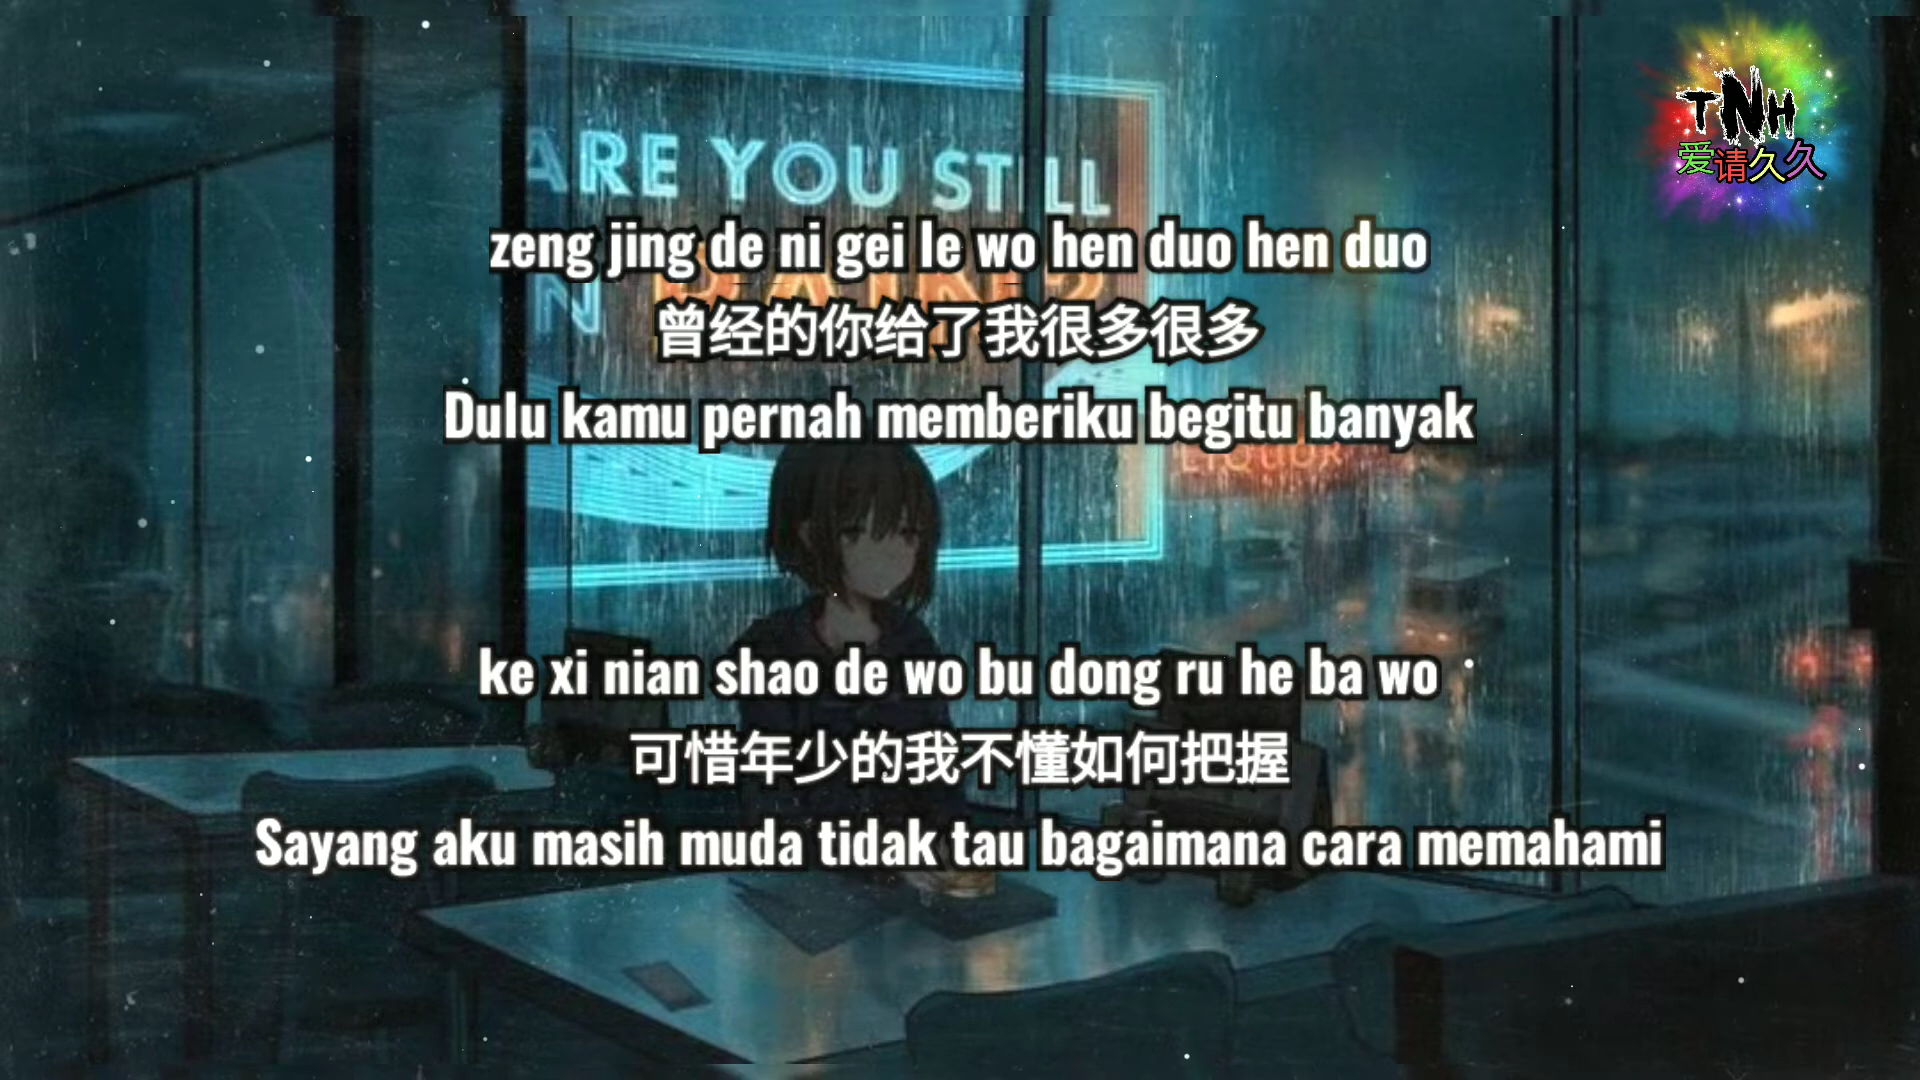 TNH
爱请久久
ARE YOU STILL
IN PAIN?
zeng jing de ni gei le wo hen duo hen duo
曾经的你给了我很多很多
Dulu kamu pernah memberiku begitu banyak
LIQUOR
ke xi nian shao de wo bu dong ru he ba wo
可惜年少的我不懂如何把握
Sayang aku masih muda tidak tau bagaimana cara memahami